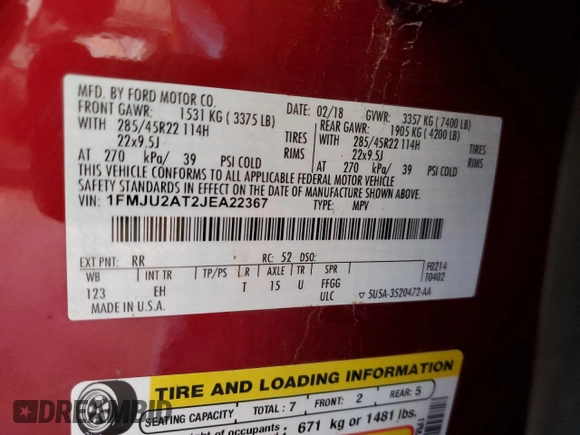 MFD. BY FORD MOTOR CO.
DATE: 02/18 GVWR: 3357 KG ( 7400 LB)
FRONT GAWR: 1531 KG ( 3375 LB) REAR GAWR: 1905 KG ( 4200 LB)
WITH 285/45R22 114H TIRES WITH 285/45R22 114H TIRES
22x9.5J RIMS 22x9.5J RIMS
AT 270 kPa/ 39 PSI COLD AT 270 kPa/ 39 PSI COLD
THIS VEHICLE CONFORMS TO ALL APPLICABLE FEDERAL MOTOR VEHICLE
SAFETY STANDARDS IN EFFECT ON THE DATE OF MANUFACTURE SHOWN ABOVE.
VIN: 1FMJU2AT2JEA22367 TYPE: MPV
EXT PNT: RR RC: 52 DSO: F0214
WB INT TR TP/PS R AXLE TR SPR T0402
123 EH T 15 U FFGG
ULC
MADE IN U.S.A. 5U5A-3520472-AA
TIRE AND LOADING INFORMATION
SEATING CAPACITY TOTAL: 7 FRONT: 2 REAR: 5
of occupants : 671 kg or 1481 lbs.
DREAMBID